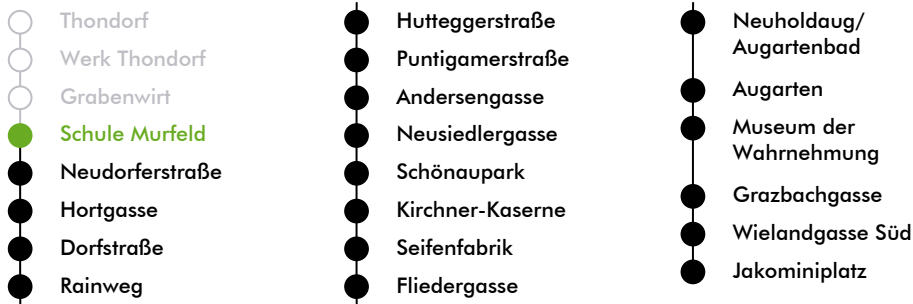 Thondorf
Werk Thondorf
Grabenwirt
Schule Murfeld
Neudorferstraße
Hortgasse
Dorfstraße
Rainweg
Hutteggerstraße
Puntigamerstraße
Andersengasse
Neusiedlergasse
Schönaupark
Kirchner-Kaserne
Seifenfabrik
Fliedergasse
Neuholdaug/
Augartenbad
Augarten
Museum der
Wahrnehmung
Grazbachgasse
Wielandgasse Süd
Jakominiplatz